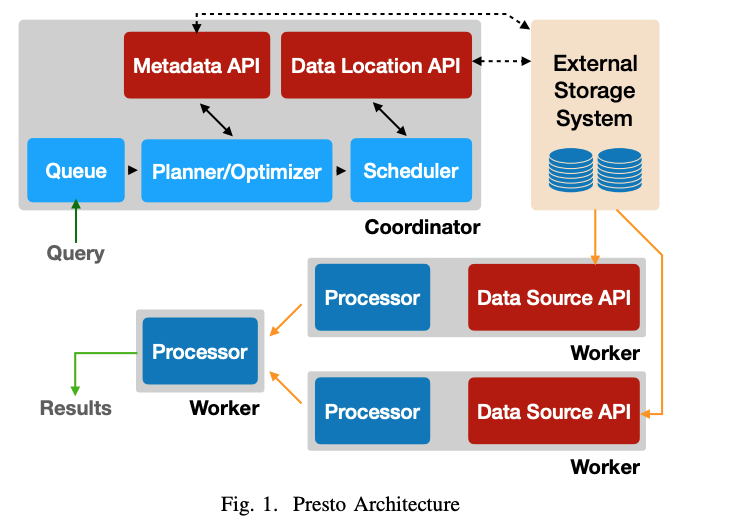 Metadata API
Data Location API
External
Storage
System
Queue
Planner/Optimizer
Scheduler
Coordinator
Query
Processor
Data Source API
Worker
Processor
Results
Worker
Processor
Data Source API
Worker
Fig. 1. Presto Architecture